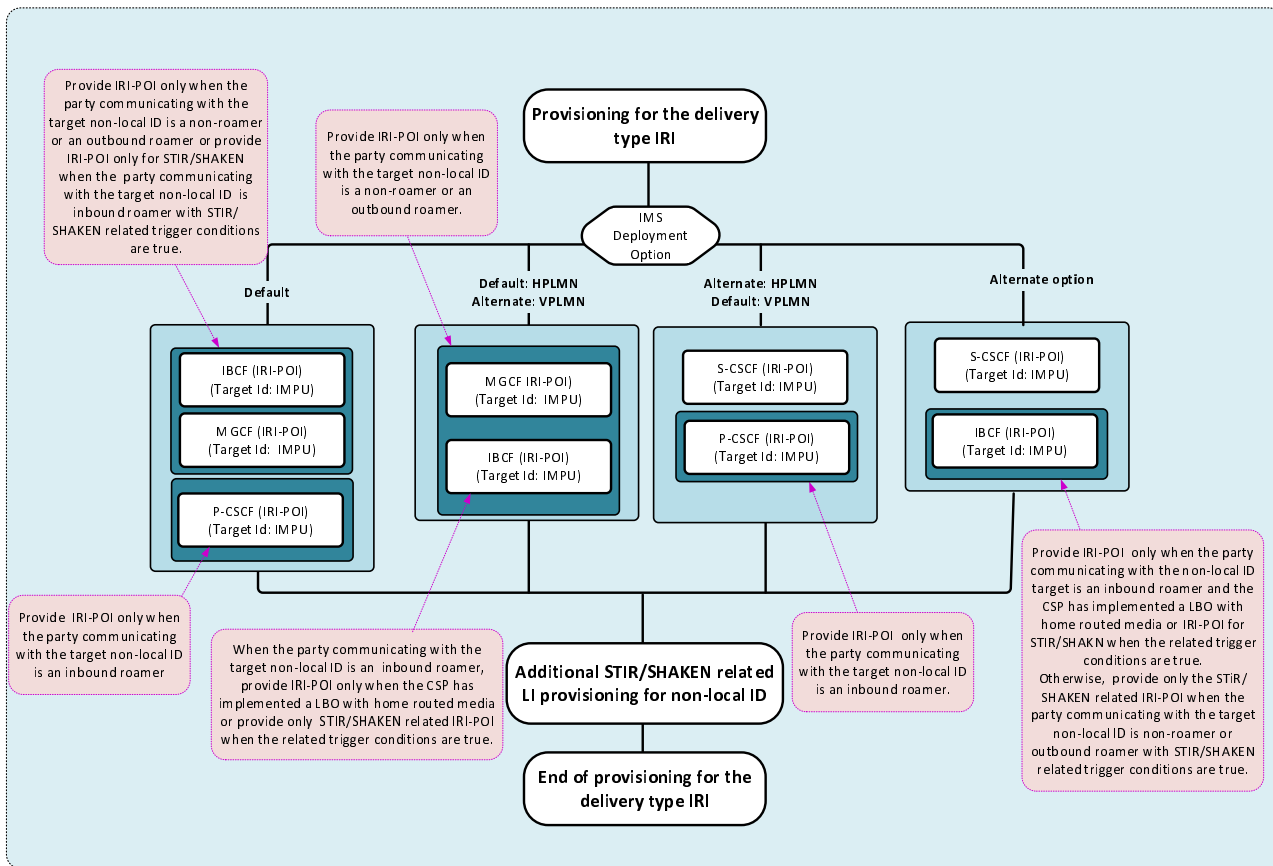 Provide IRI-POI only when the
party communicating with the
target non-local ID is a non-roamer
or an outbound roamer or provide
IRI-POI only for STIR/SHAKEN
when the party communicating
with the target non-local ID is
inbound roamer with STIR/
SHAKEN related trigger conditions
are true.
Provide IRI-POI only when
the party communicating
with the target non-local ID
is a non-roamer or an
outbound roamer.
Provisioning for the delivery
type IRI
IMS
Deployment
Option
Default
Default: HPLMN
Alternate: VPLMN
Alternate: HPLMN
Default: VPLMN
Alternate option
IBCF (IRI-POI)
(Target Id: IMPU)
MGCF (IRI-POI)
(Target Id: IMPU)
P-CSCF (IRI-POI)
(Target Id: IMPU)
MGCF IRI-POI)
(Target Id: IMPU)
IBCF (IRI-POI)
(Target Id: IMPU)
S-CSCF (IRI-POI)
(Target Id: IMPU)
P-CSCF (IRI-POI)
(Target Id: IMPU)
S-CSCF (IRI-POI)
(Target Id: IMPU)
IBCF (IRI-POI)
(Target Id: IMPU)
Provide IRI-POI only when
the party communicating
with the target non-local ID
is an inbound roamer
When the party communicating with the
target non-local ID is an inbound roamer,
provide IRI-POI only when the CSP has
implemented a LBO with home routed media
or provide only STIR/SHAKEN related IRI-POI
when the related trigger conditions are true.
Provide IRI-POI only when
the party communicating
with the target non-local ID
is an inbound roamer.
Provide IRI-POI only when the party
communicating with the non-local ID
target is an inbound roamer and the
CSP has implemented a LBO with
home routed media or IRI-POI for
STIR/SHAKN when the related trigger
conditions are true.
Otherwise, provide only the STiR/
SHAKEN related IRI-POI when the
party communicating with the target
non-local ID is non-roamer or
outbound roamer with STIR/SHAKEN
related trigger conditions are true.
Additional STIR/SHAKEN related
LI provisioning for non-local ID
End of provisioning for the
delivery type IRI